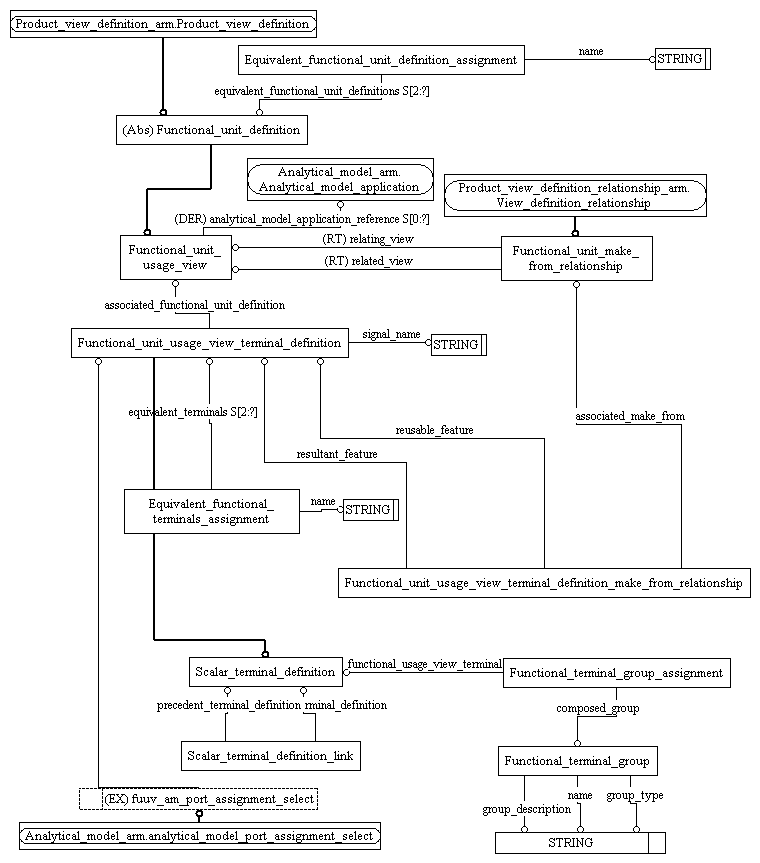 Product_view_definition_arm.Product_view_definition
Equivalent_functional_unit_definition_assignment
name
STRING
equivalent_functional_unit_definitions S[2:?]
(Abs) Functional_unit_definition
Analytical_model_arm.
Analytical_model_application
Product_view_definition_relationship_arm.
View_definition_relationship
(DER) analytical_model_application_reference S[0:?]
Functional_unit_
usage_view
(RT) relating_view
(RT) related_view
Functional_unit_make_
from_relationship
associated_functional_unit_definition
Functional_unit_usage_view_terminal_definition
signal_name
STRING
equivalent_terminals S[2:?]
associated_make_from
reusable_feature
resultant_feature
Equivalent_functional_
terminals_assignment
name
STRING
Functional_unit_usage_view_terminal_definition_make_from_relationship
Scalar_terminal_definition
functional_usage_view_terminal
Functional_terminal_group_assignment
precedent_terminal_definition
rminal_definition
composed_group
Scalar_terminal_definition_link
Functional_terminal_group
(EX) fuuv_am_port_assignment_select
group_description
name
group_type
Analytical_model_arm.analytical_model_port_assignment_select
STRING